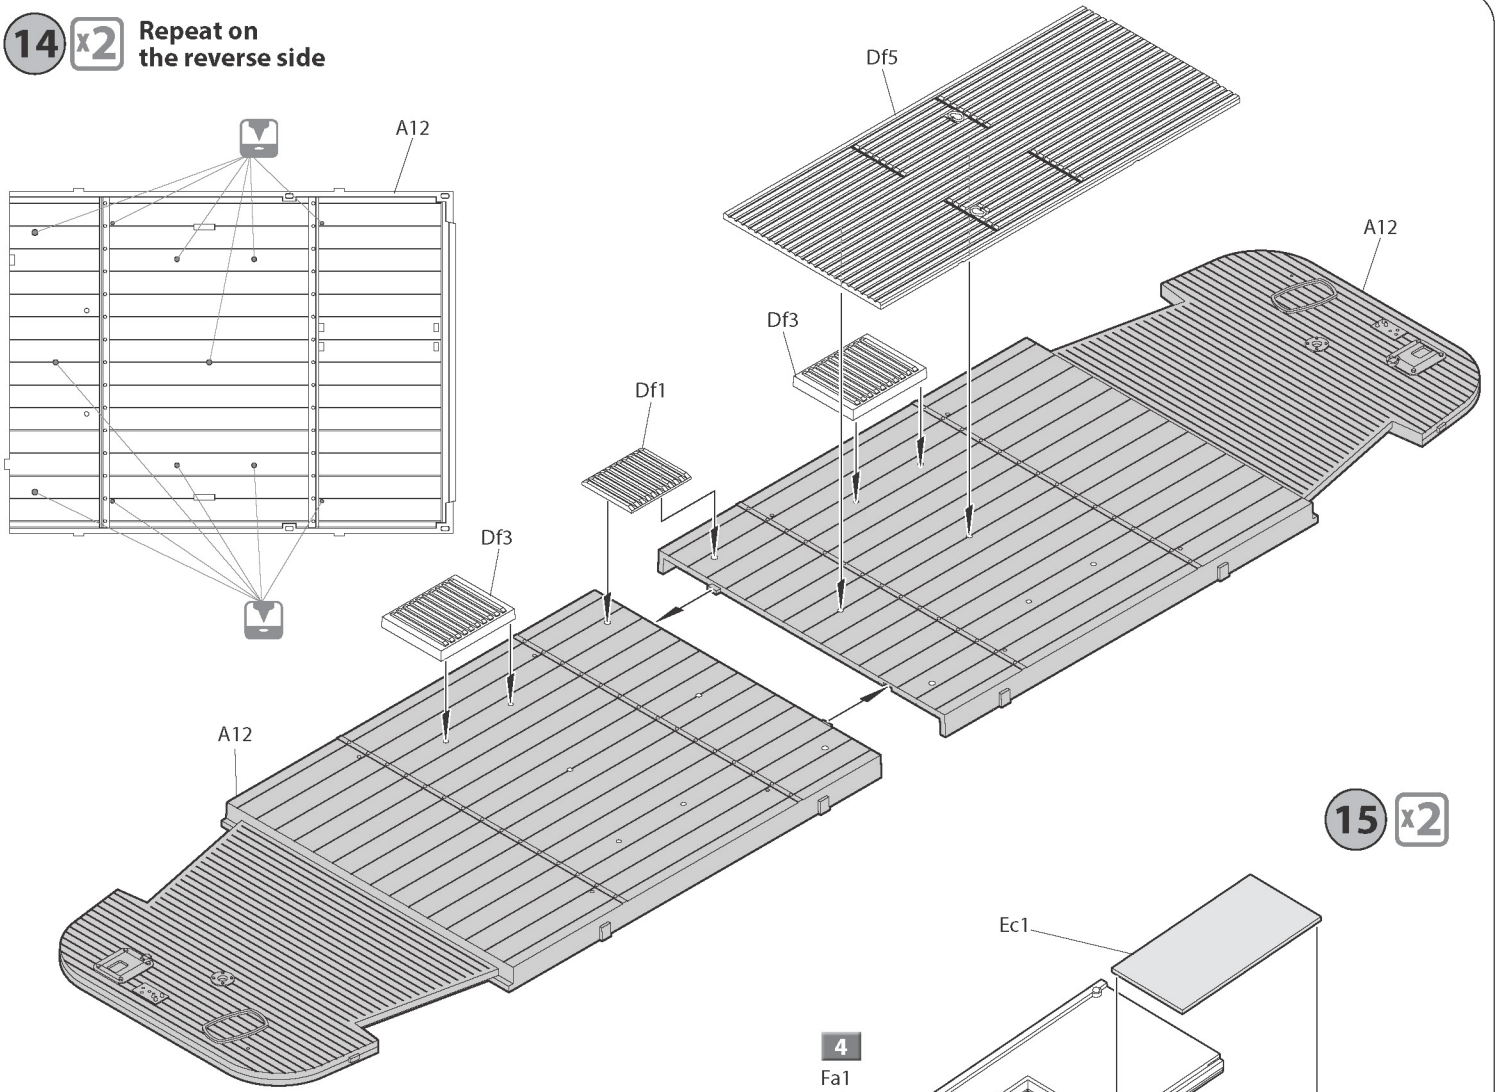 14 x2 Repeat on
the reverse side
A12
Df5
A12
Df3
Df1
Df3
A12
15 x2
Ec1
4
Fa1